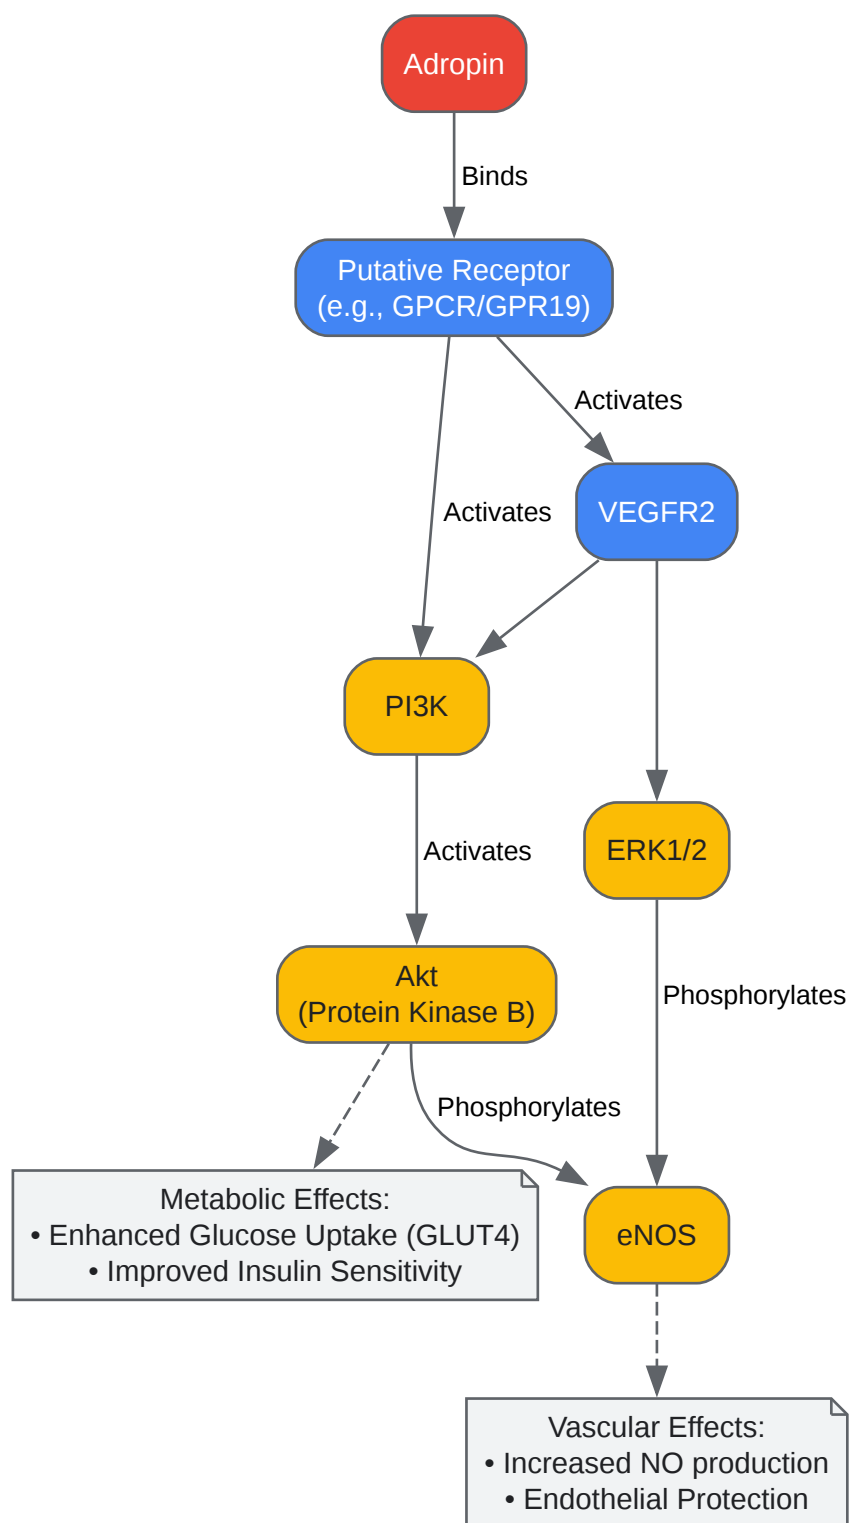 Adropin
Binds
Putative Receptor
(e.g., GPCR/GPR19)
Activates
VEGFR2
Activates
PI3K
ERK1/2
Activates
Akt
(Protein Kinase B)
Phosphorylates
Phosphorylates
Metabolic Effects:
• Enhanced Glucose Uptake (GLUT4)
• Improved Insulin Sensitivity
eNOS
Vascular Effects:
• Increased NO production
• Endothelial Protection